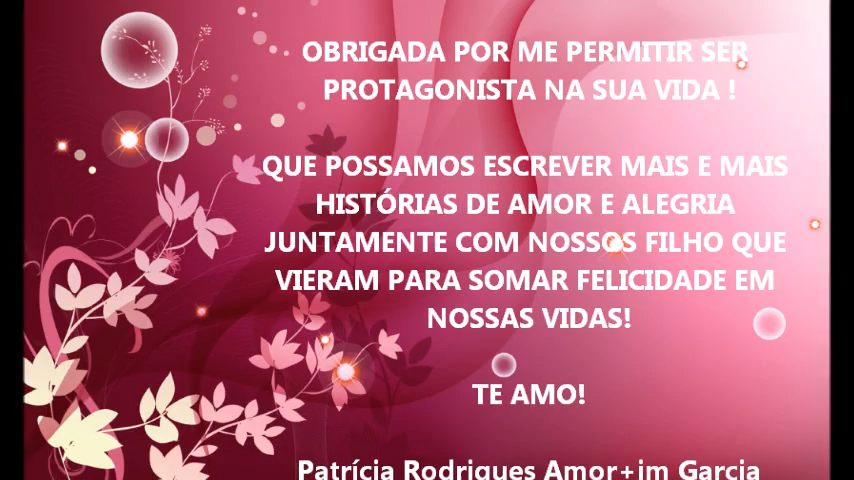 OBRIGADA POR ME PERMITIR SER
PROTAGONISTA NA SUA VIDA !
QUE POSSAMOS ESCREVER MAIS E MAIS
HISTÓRIAS DE AMOR E ALEGRIA
JUNTAMENTE COM NOSSOS FILHO QUE
VIERAM PARA SOMAR FELICIDADE EM
NOSSAS VIDAS!
TE AMO!
Patrícia Rodrigues Amor+im Garcia